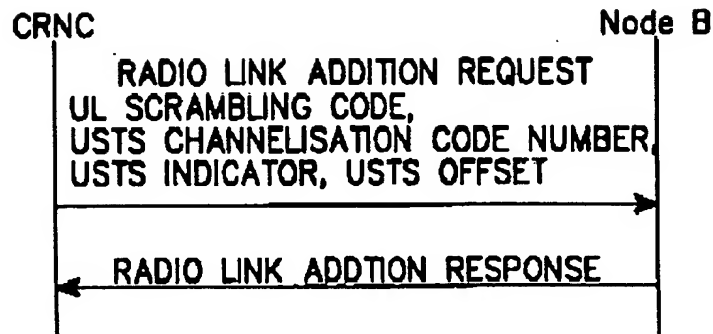 CRNC Node B
RADIO LINK ADDITION REQUEST
UL SCRAMBLING CODE,
USTS CHANNELISATION CODE NUMBER,
USTS INDICATOR, USTS OFFSET
RADIO LINK ADDTION RESPONSE